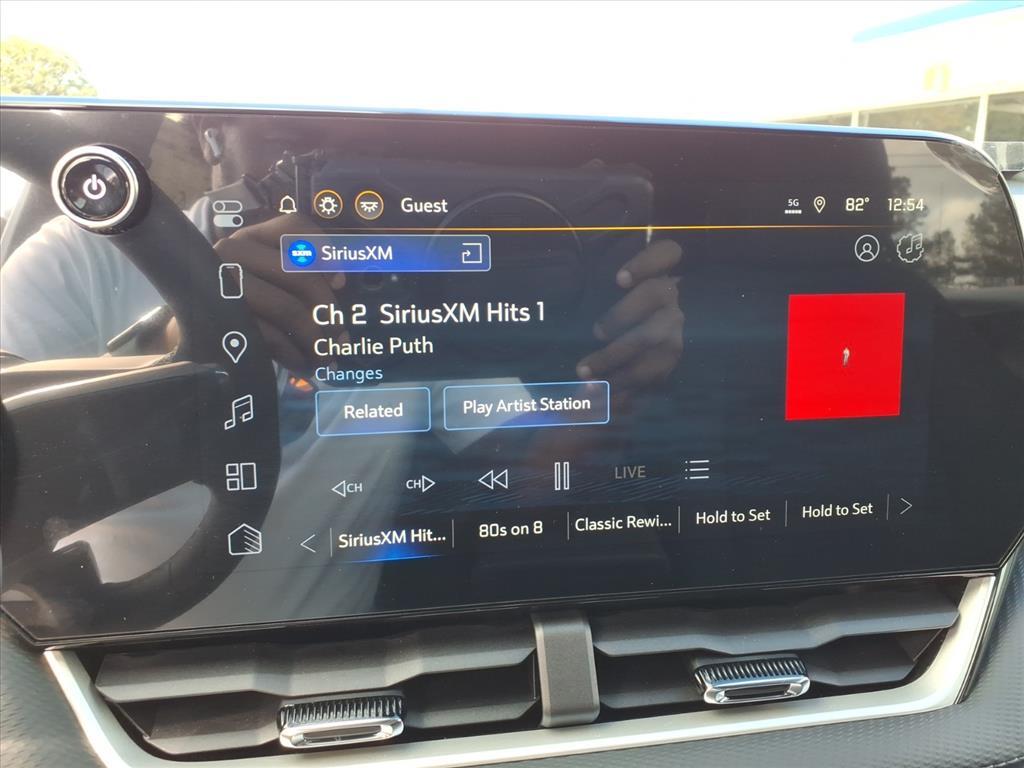 Guest
5G
82°
12:54
SXM
SiriusXM
Ch 2 SiriusXM Hits 1
Charlie Puth
Changes
Related
Play Artist Station
CH
CH
LIVE
SiriusXM Hit...
80s on 8
Classic Rewi...
Hold to Set
Hold to Set